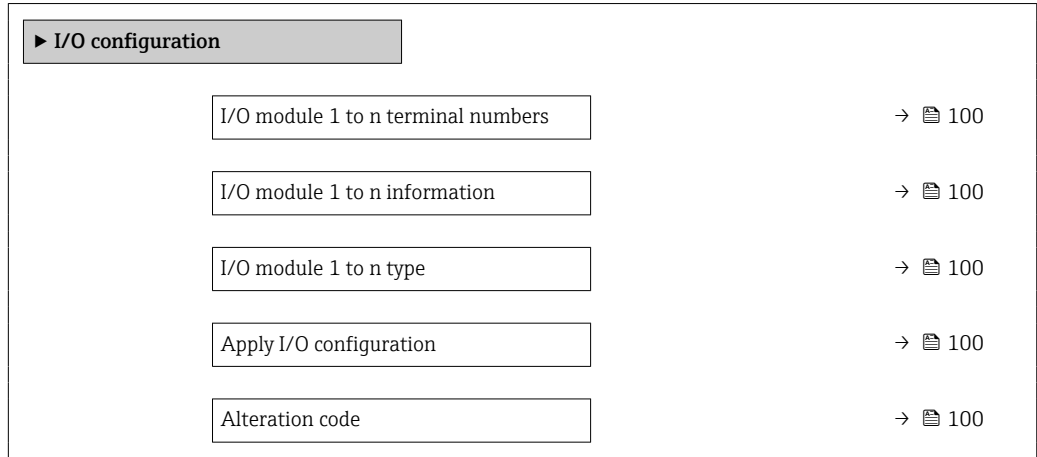 ▶ I/O configuration
I/O module 1 to n terminal numbers → 🗎 100
I/O module 1 to n information → 🗎 100
I/O module 1 to n type → 🗎 100
Apply I/O configuration → 🗎 100
Alteration code → 🗎 100